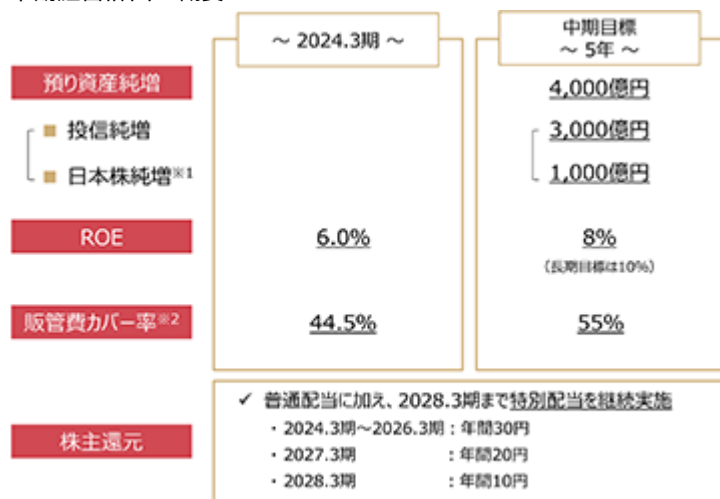 ～ 2024.3期 ～
中期目標
～ 5年 ～
預り資産純増
4,000億円
■ 投信純増
3,000億円
■ 日本株純増※1
1,000億円
ROE
6.0%
8%
(長期目標は10%)
販管費カバー率※2
44.5%
55%
株主還元
✓ 普通配当に加え、2028.3期まで特別配当を継続実施
・2024.3期～2026.3期：年間30円
・2027.3期 ：年間20円
・2028.3期 ：年間10円